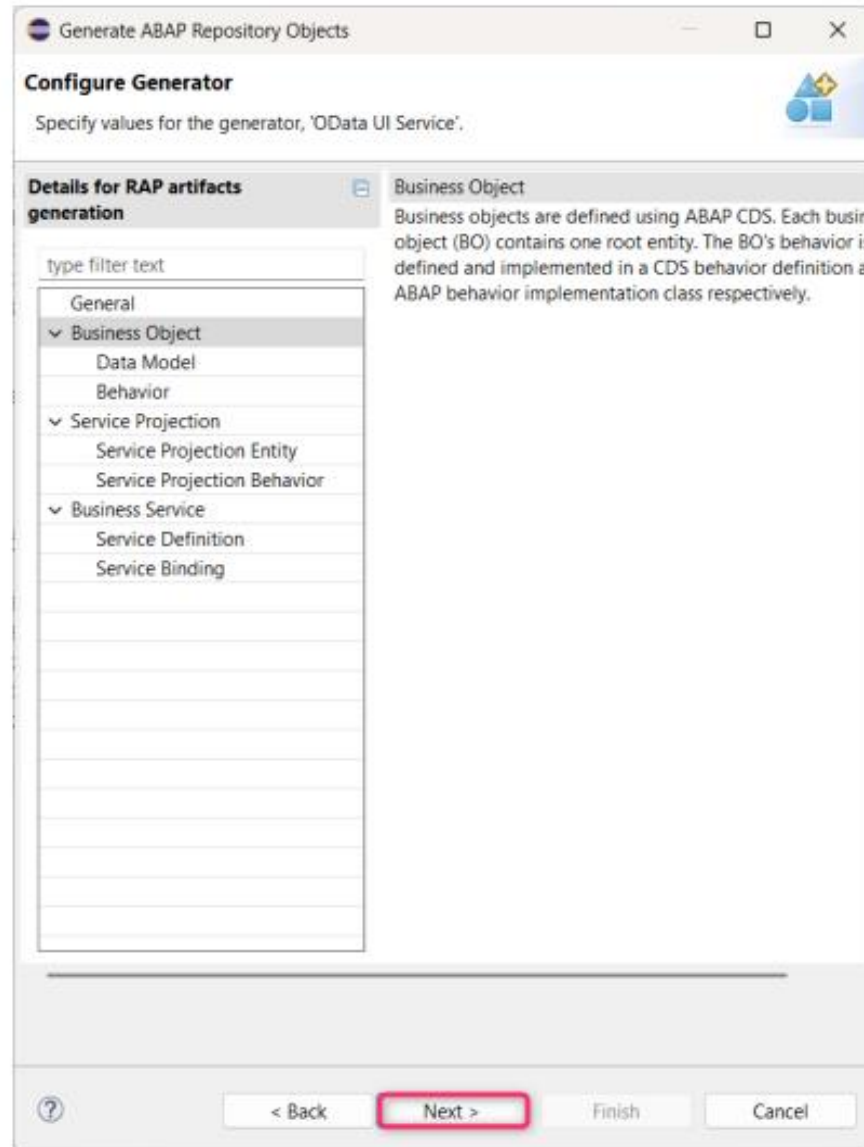 Generate ABAP Repository Objects
Configure Generator
Specify values for the generator, 'OData UI Service'.
Details for RAP artifacts
generation
type filter text
General
Business Object
Data Model
Behavior
Service Projection
Service Projection Entity
Service Projection Behavior
Business Service
Service Definition
Service Binding
Business Object
Business objects are defined using ABAP CDS. Each busin
object (BO) contains one root entity. The BO's behavior is
defined and implemented in a CDS behavior definition a
ABAP behavior implementation class respectively.
< Back
Next >
Finish
Cancel